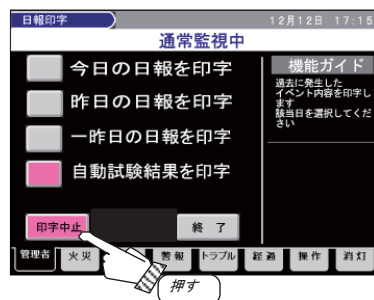 日報印字
12月12日 17:15
通常監視中
今日の日報を印字
昨日の日報を印字
一昨日の日報を印字
自動試験結果を印字
機能ガイド
過去に発生した
イベント内容を印字し
ます
該当日を選択してくだ
さい
印字中止
終了
管理者 火災 警報 トラブル 経過 操作 消灯
押す